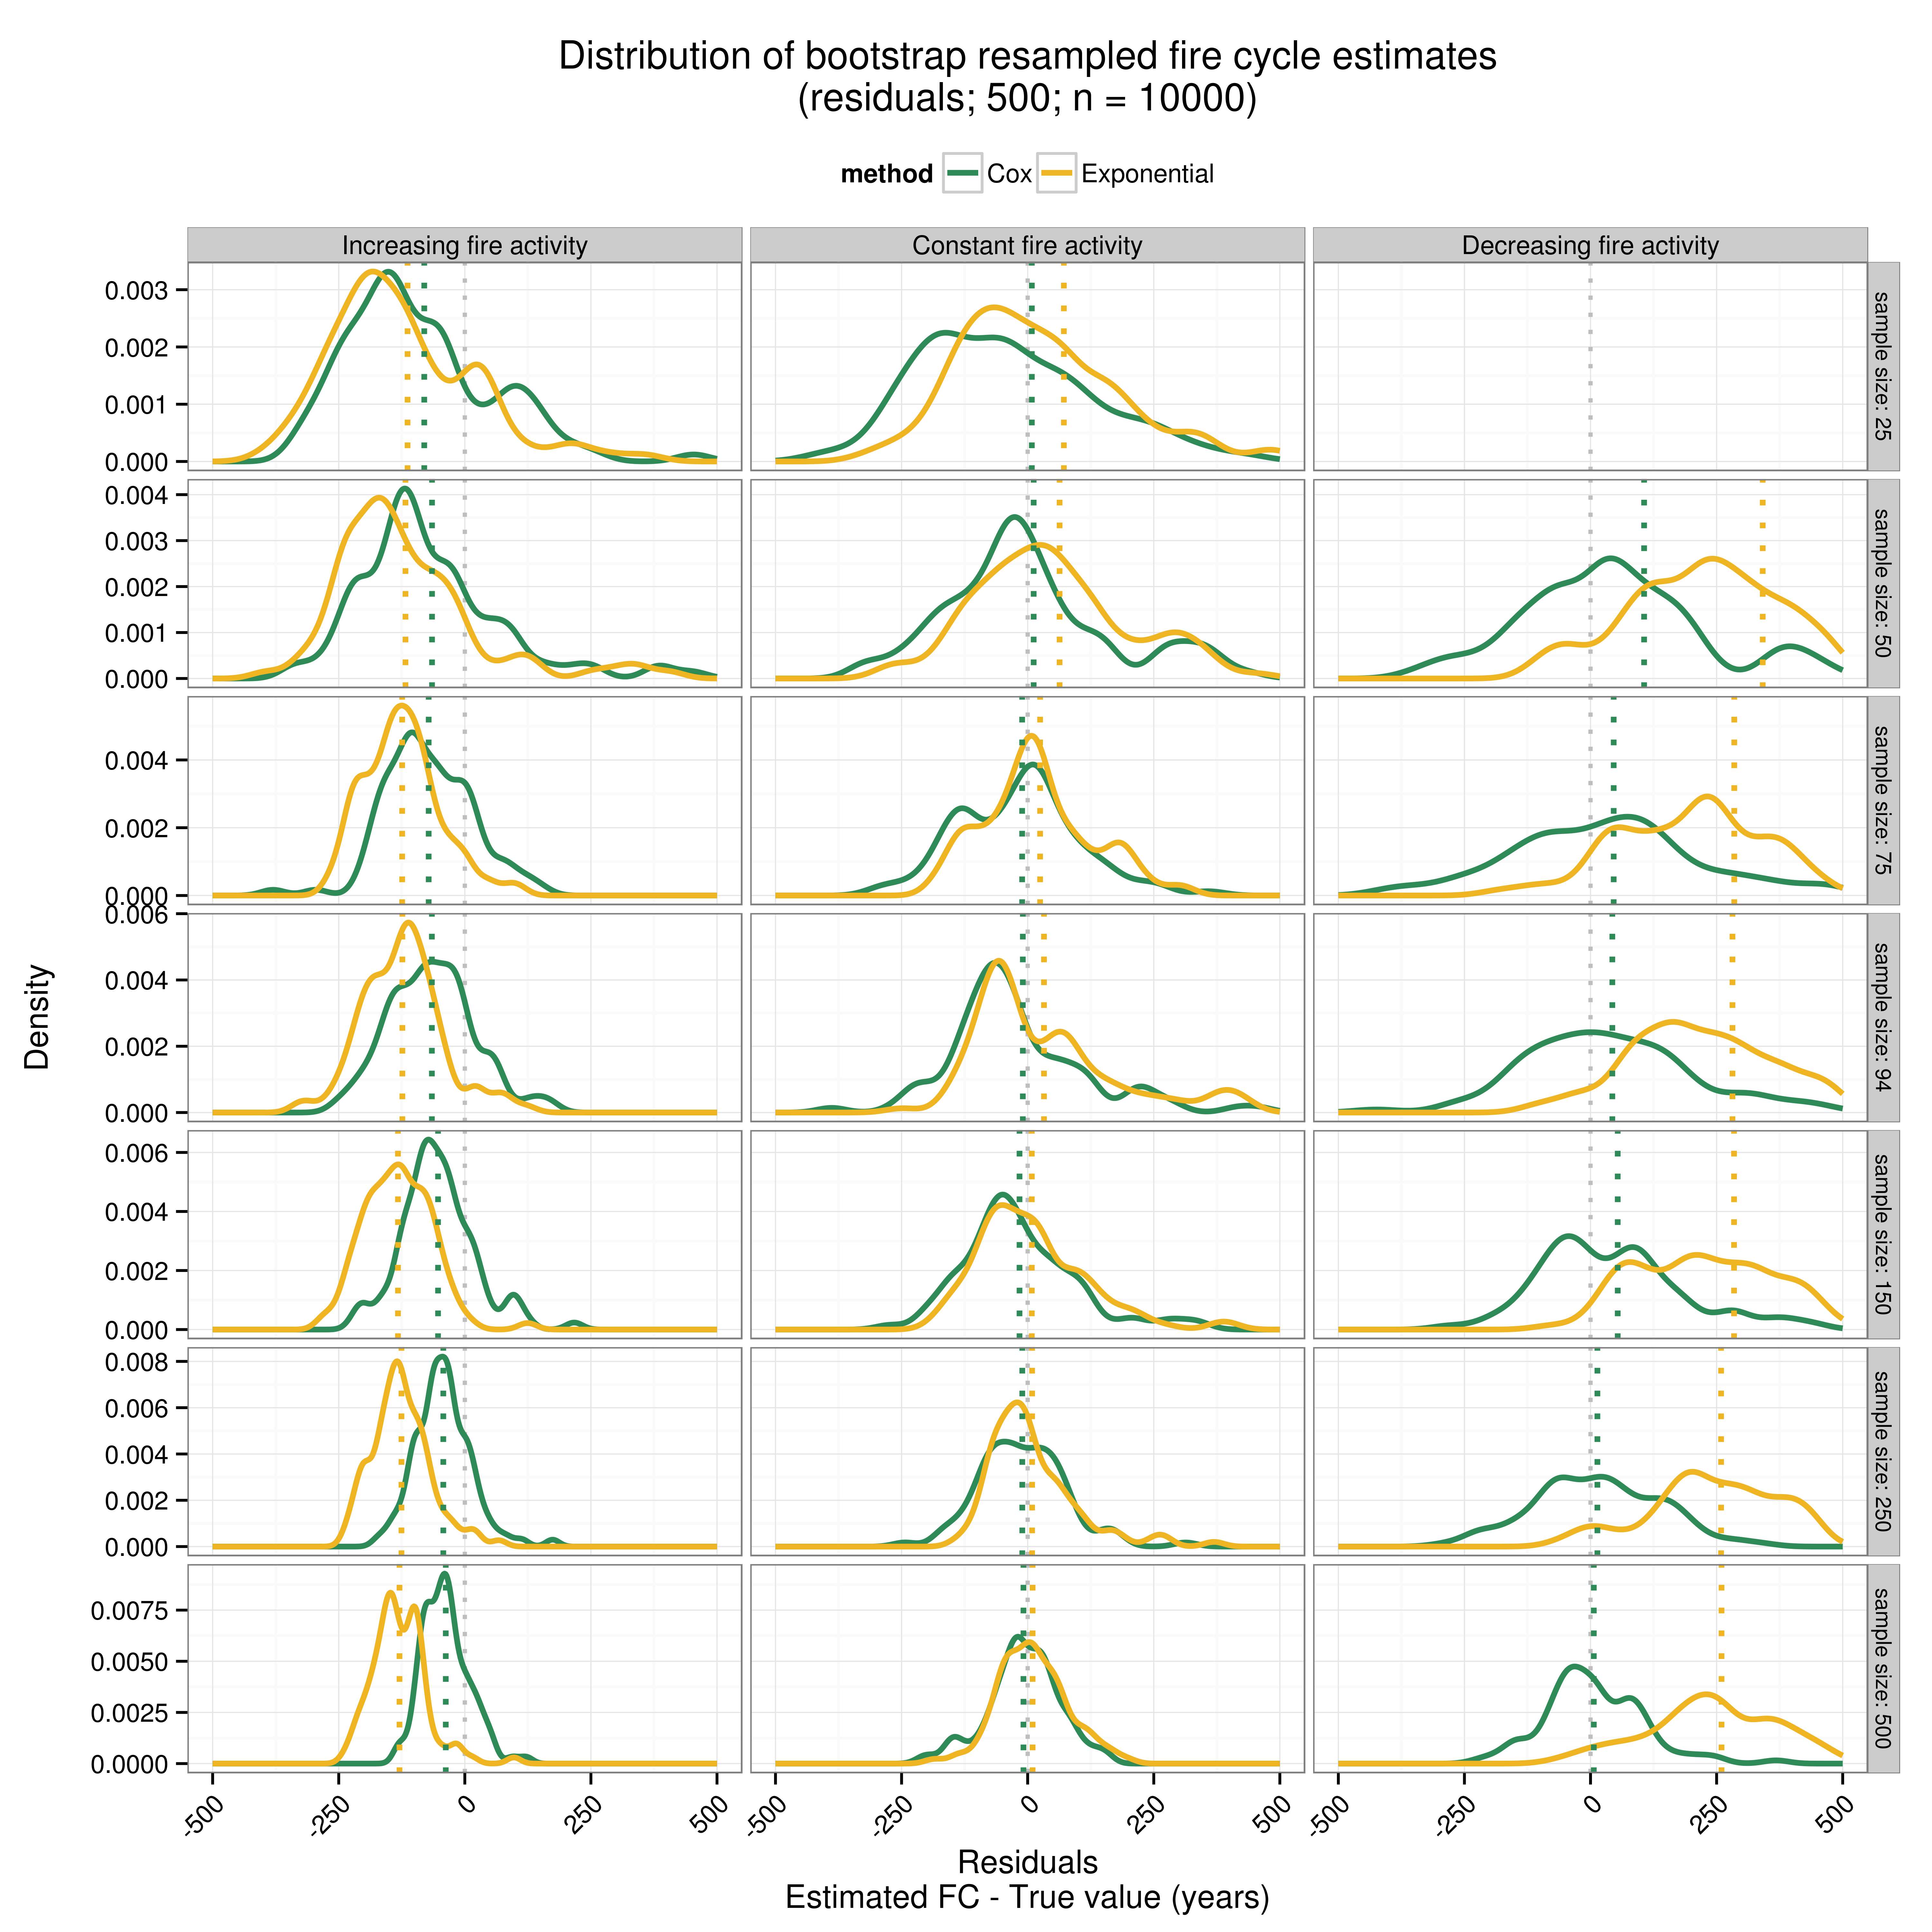 Distribution of bootstrap resampled fire cycle estimates
(residuals; 500; n = 10000)
method Cox Exponential
Increasing fire activity
Constant fire activity
Decreasing fire activity
Density
0.003
0.002
0.001
0.000
sample size: 25
0.004
0.003
0.002
0.001
0.000
sample size: 50
0.004
0.002
0.000
sample size: 75
0.006
0.004
0.002
0.000
sample size: 94
0.006
0.004
0.002
0.000
sample size: 150
0.008
0.006
0.004
0.002
0.000
sample size: 250
0.0075
0.0050
0.0025
0.0000
sample size: 500
-500 -250 0 250 500
-500 -250 0 250 500
-500 -250 0 250 500
Residuals
Estimated FC - True value (years)